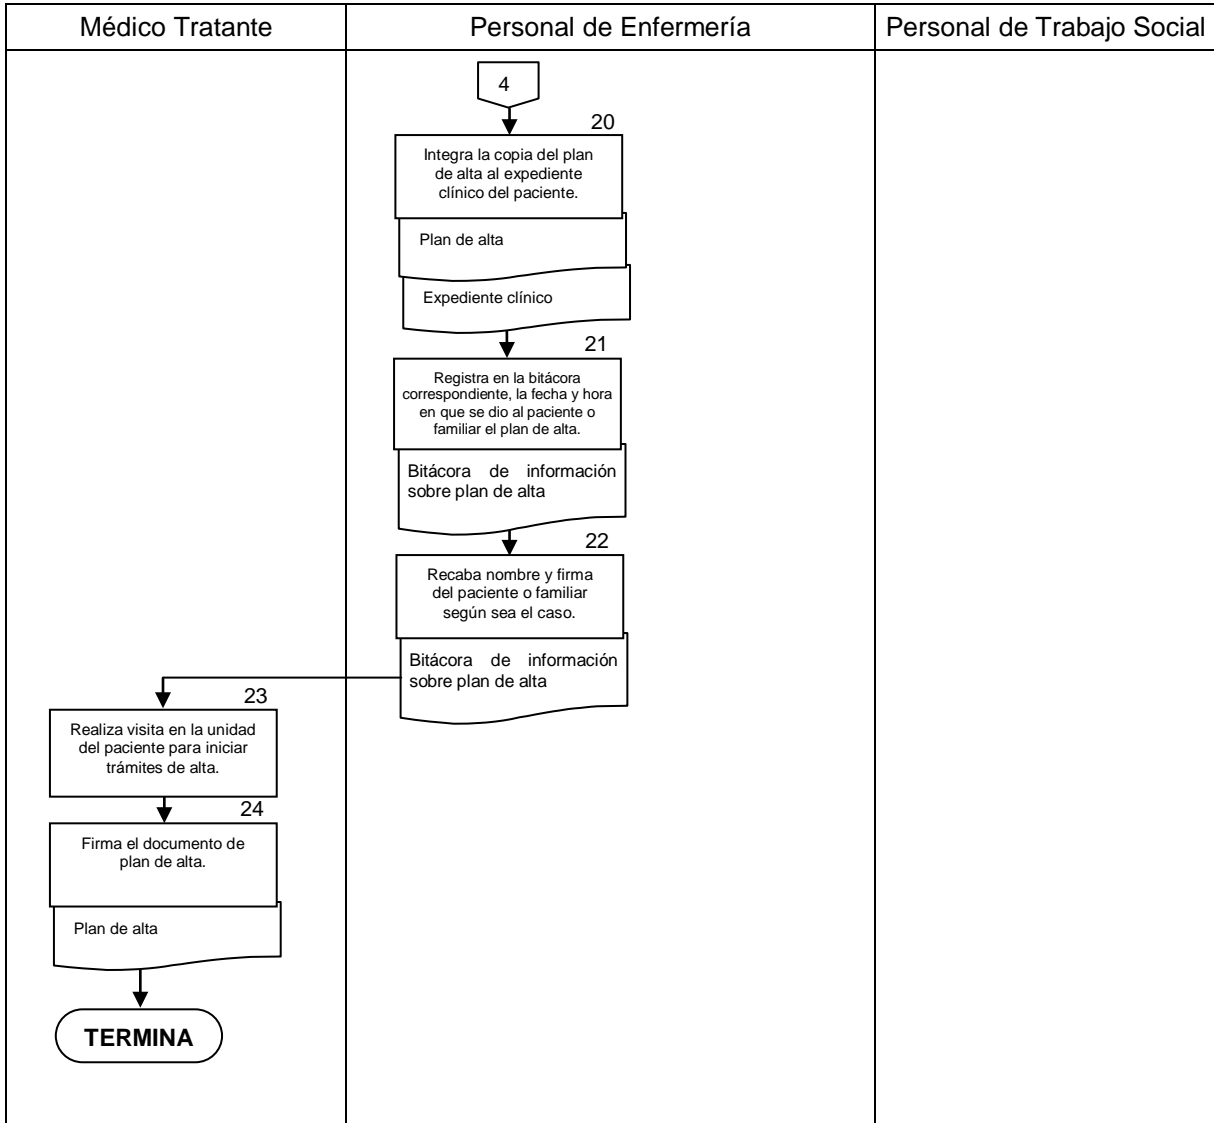 Médico Tratante
Personal de Enfermería
Personal de Trabajo Social
4
20
Integra la copia del plan
de alta al expediente
clínico del paciente.
Plan de alta
Expediente clínico
21
Registra en la bitácora
correspondiente, la fecha y hora
en que se dio al paciente o
familiar el plan de alta.
Bitácora de información
sobre plan de alta
22
Recaba nombre y firma
del paciente o familiar
según sea el caso.
Bitácora de información
sobre plan de alta
23
Realiza visita en la unidad
del paciente para iniciar
trámites de alta.
24
Firma el documento de
plan de alta.
Plan de alta
TERMINA